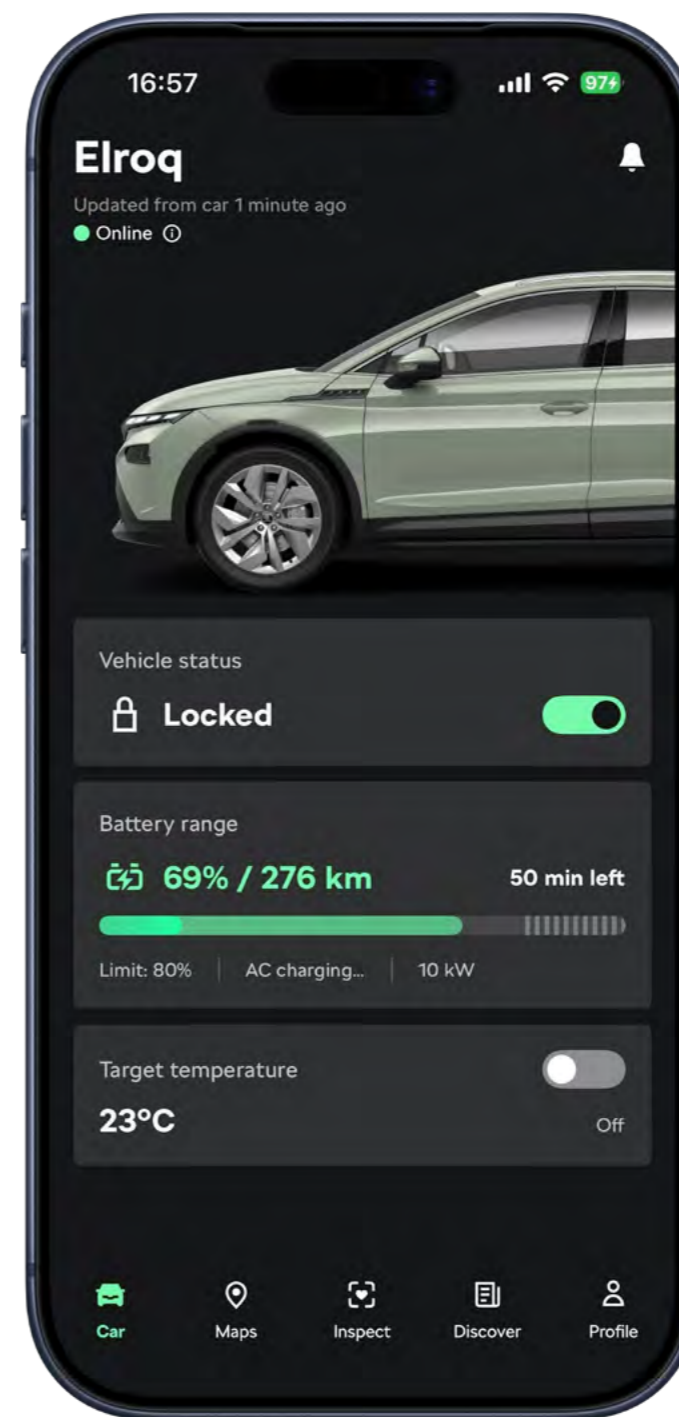 16:57
97
Elroq
Updated from car 1 minute ago
Online
Vehicle status
Locked
Battery range
69% / 276 km
50 min left
Limit: 80%
AC charging...
10 kW
Target temperature
23°C
Off
Car
Maps
Inspect
Discover
Profile